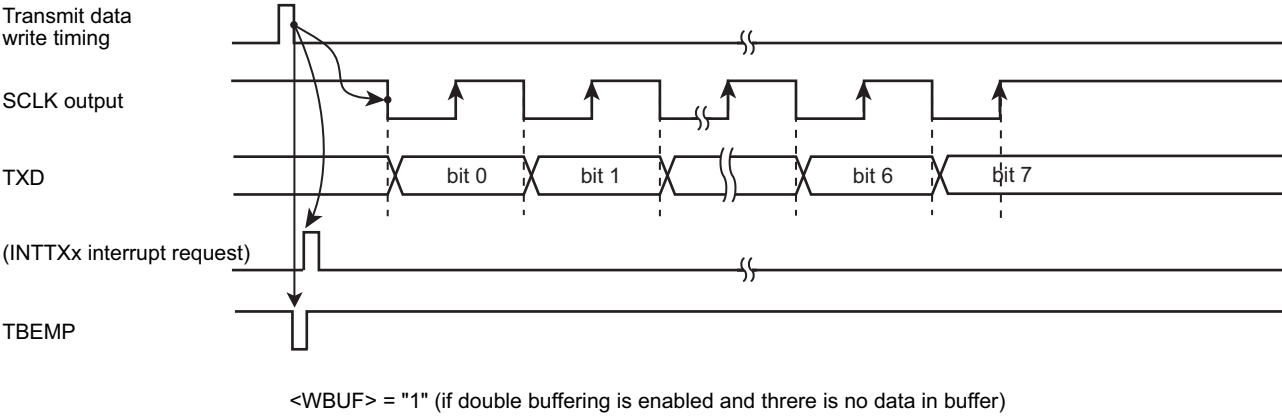 Transmit data
write timing
SCLK output
TXD
bit 0
bit 1
bit 6
bit 7
(INTTXx interrupt request)
TBEMP
<WBUF> = "1" (if double buffering is enabled and threre is no data in buffer)